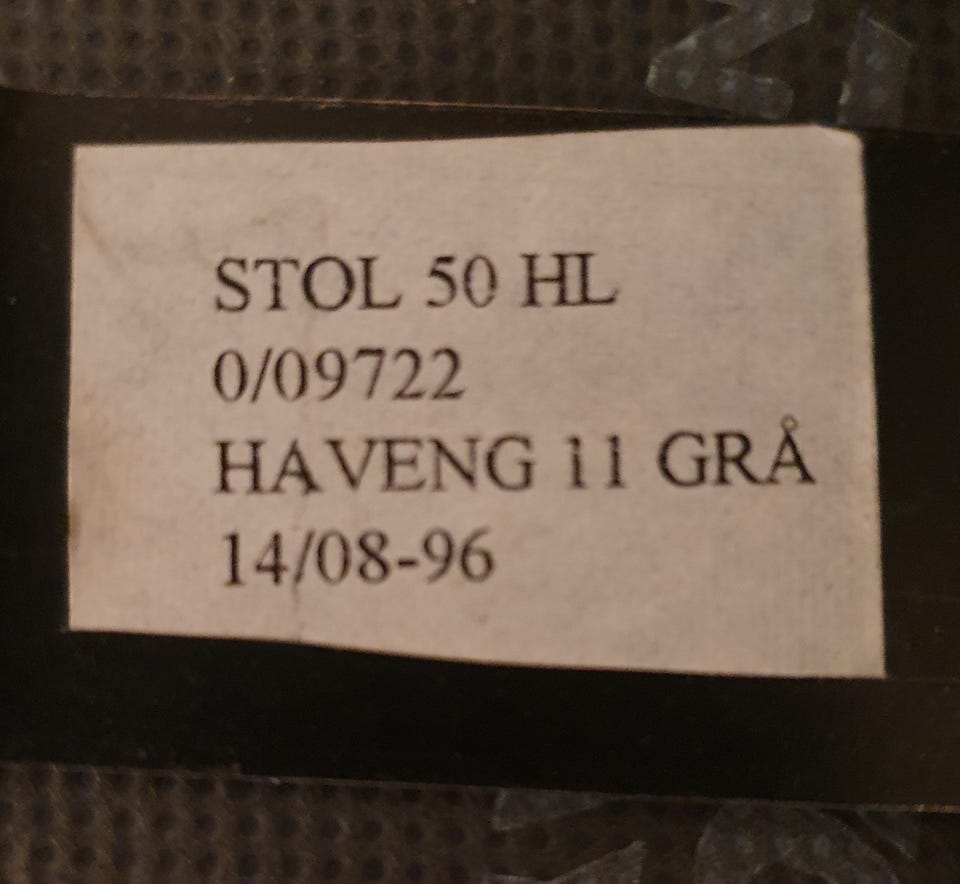 STOL 50 HL
0/09722
HAVENG 11 GRÅ
14/08-96